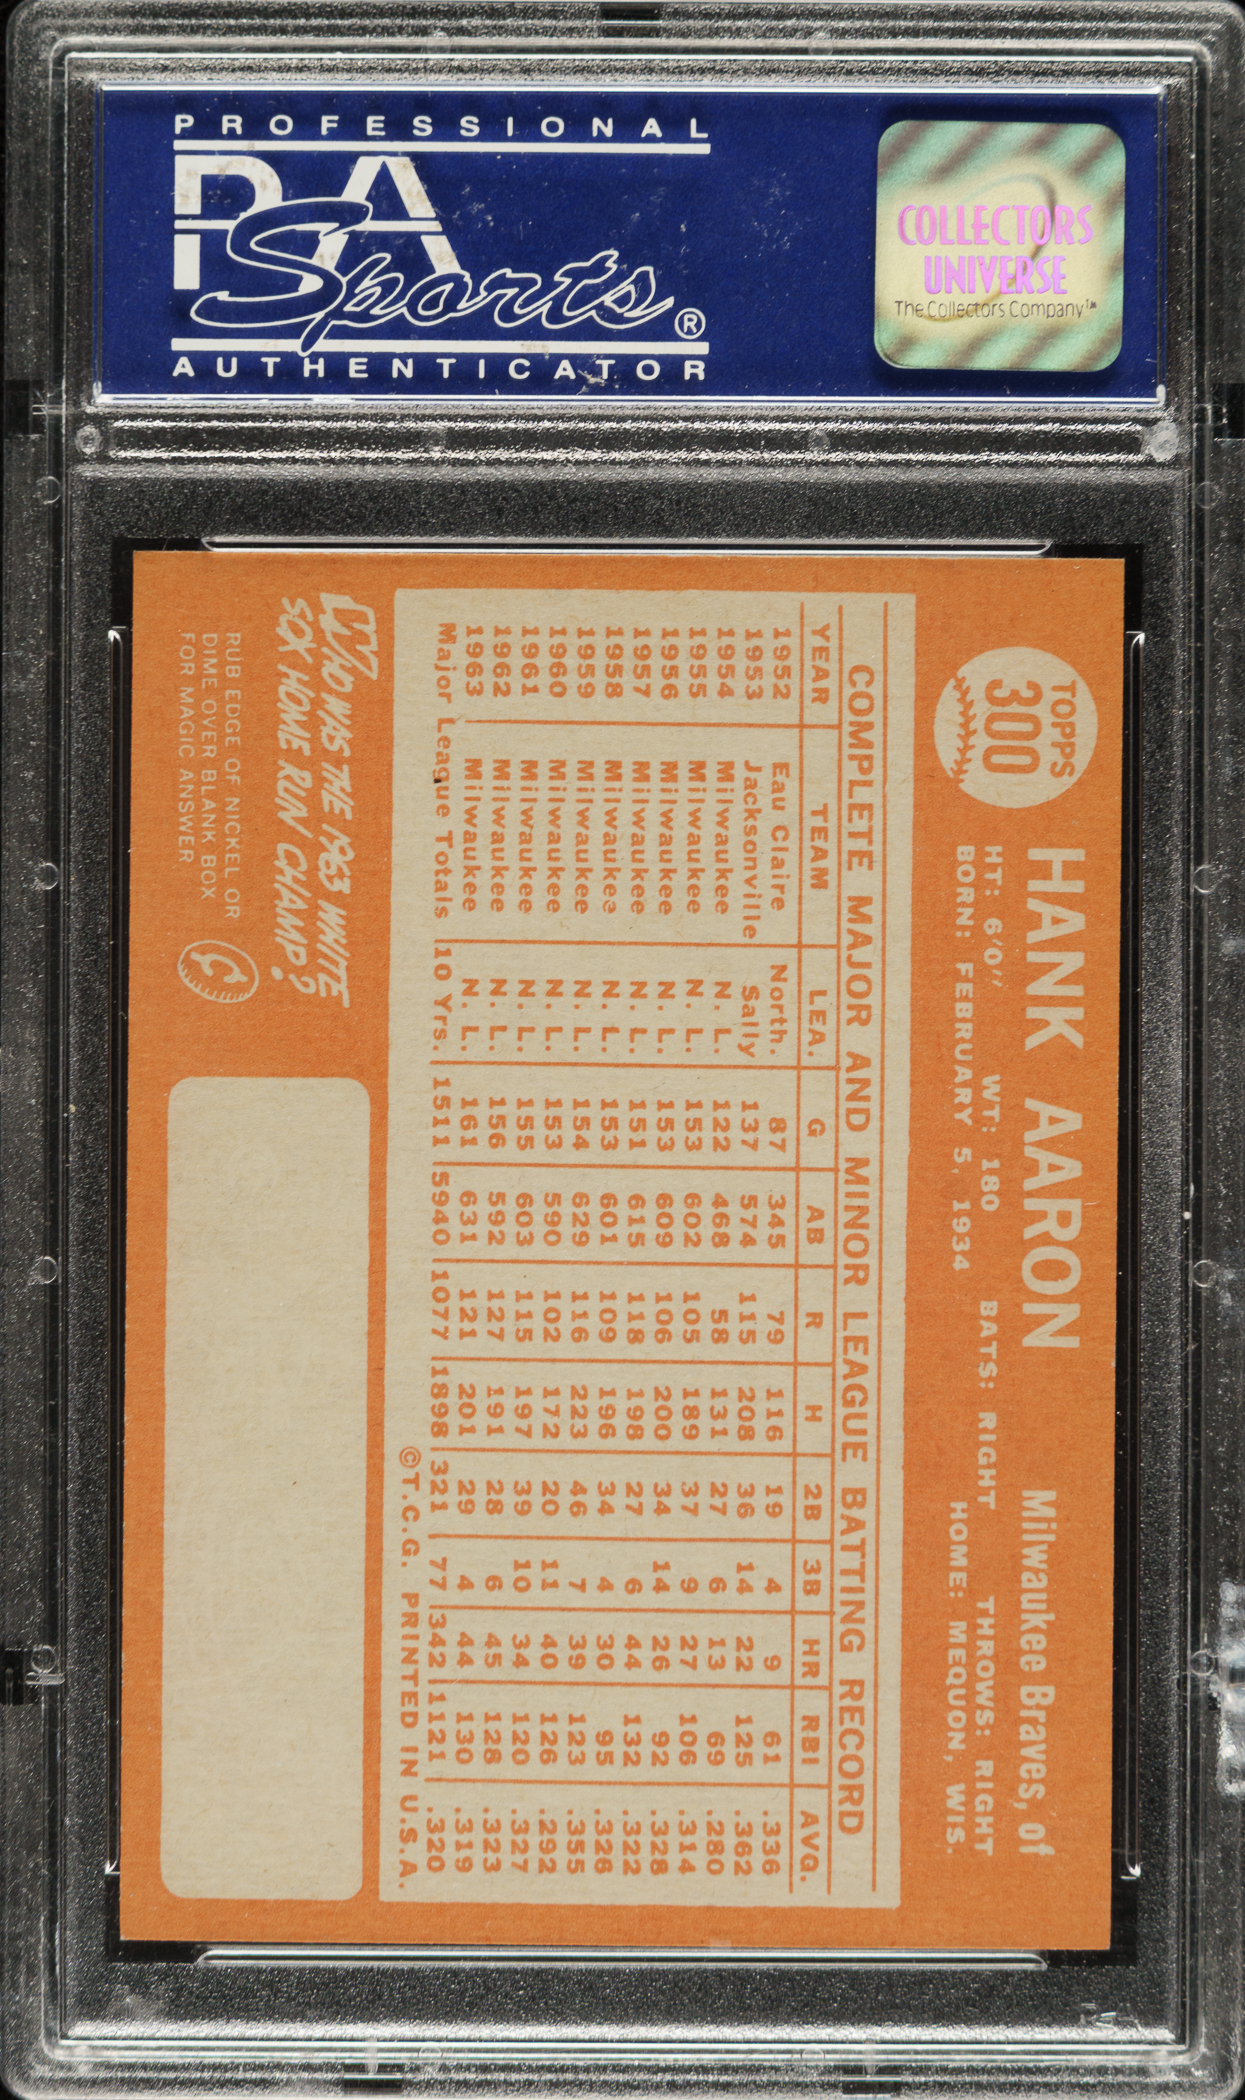 PROFESSIONAL
PSA
Sports®
AUTHENTICATOR
COLLECTORS
UNIVERSE
The Collectors Company™
TOPPS
300
HANK AARON Milwaukee Braves, of
HT: 6'0" WT: 180 BATS: RIGHT THROWS: RIGHT
BORN: FEBRUARY 5, 1934 HOME: MEQUON, WIS.
COMPLETE MAJOR AND MINOR LEAGUE BATTING RECORD
YEAR TEAM LEA. G AB R H 2B 3B HR RBI AVG.
1952 Eau Claire North. 87 345 79 116 19 4 9 61 .336
1953 Jacksonville Sally 137 574 115 208 36 14 22 125 .362
1954 Milwaukee N. L. 122 468 58 131 27 6 13 69 .280
1955 Milwaukee N. L. 153 602 105 189 37 9 27 106 .314
1956 Milwaukee N. L. 153 609 106 200 34 14 26 92 .328
1957 Milwaukee N. L. 151 615 118 198 27 6 44 132 .322
1958 Milwaukee N. L. 153 601 109 196 34 4 30 95 .326
1959 Milwaukee N. L. 154 629 116 223 46 7 39 123 .355
1960 Milwaukee N. L. 153 590 102 172 20 11 40 126 .292
1961 Milwaukee N. L. 155 603 115 197 39 10 34 120 .327
1962 Milwaukee N. L. 156 592 127 191 28 6 45 128 .323
1963 Milwaukee N. L. 161 631 121 201 29 4 44 130 .319
Major League Totals 10 Yrs. 1511 5940 1077 1898 321 77 342 1121 .320
©T.C.G. PRINTED IN U.S.A.
WHO WAS THE 1963 WHITE
SOX HOME RUN CHAMP?
RUB EDGE OF NICKEL OR
DIME OVER BLANK BOX
FOR MAGIC ANSWER